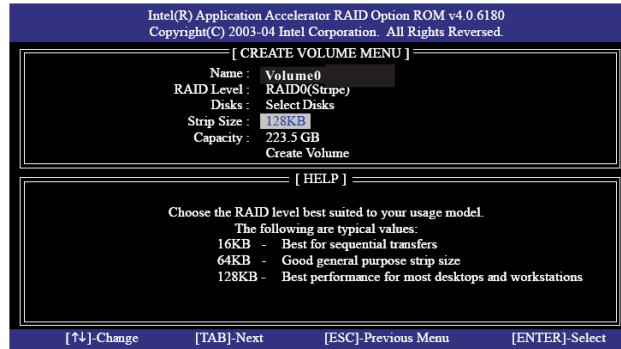 Intel(R) Application Accelerator RAID Option ROM v4.0.6180
Copyright(C) 2003-04 Intel Corporation. All Rights Reversed.
[ CREATE VOLUME MENU ]
Name : Volume0
RAID Level : RAID0(Stripe)
Disks : Select Disks
Strip Size : 128KB
Capacity : 223.5 GB
Create Volume
[ HELP ]
Choose the RAID level best suited to your usage model.
The following are typical values:
16KB - Best for sequential transfers
64KB - Good general purpose strip size
128KB - Best performance for most desktops and workstations
[↑↓]-Change [TAB]-Next [ESC]-Previous Menu [ENTER]-Select